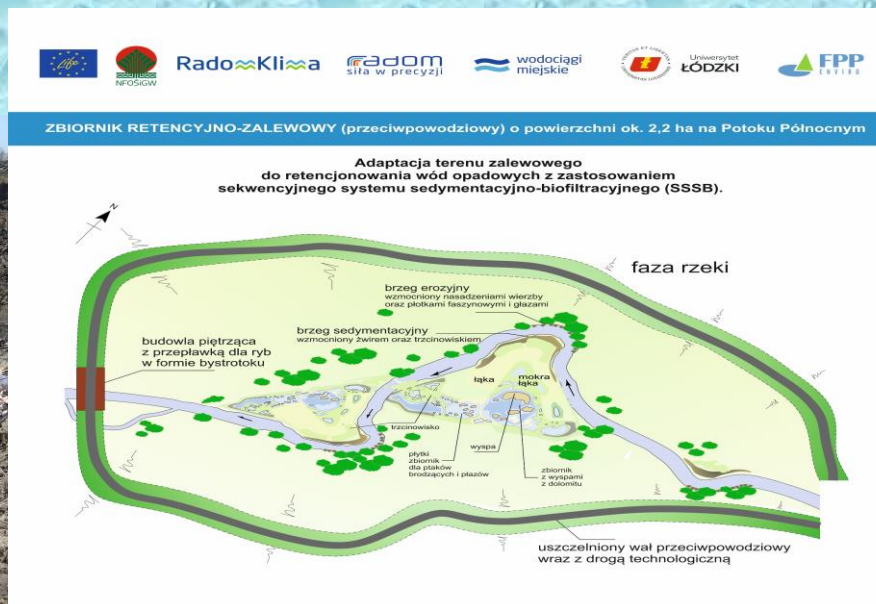 Life
NFOŚiGW
RadomKlima
radom
siła w precyzji
wodociągi
miejskie
Uniwersytet
ŁÓDZKI
FPP
ENVIRO
ZBIORNIK RETENCYJNO-ZALEWOWY (przeciwpowodziowy) o powierzchni ok. 2,2 ha na Potoku Północnym
Adaptacja terenu zalewowego
do retencjonowania wód opadowych z zastosowaniem
sekwencyjnego systemu sedymentacyjno-biofiltracyjnego (SSSB).
N
faza rzeki
brzeg erozyjny
wzmocniony nasadzeniami wierzby
oraz płotkami faszynowymi i głazami
brzeg sedymentacyjny
wzmocniony żwirem oraz trzcinowiskiem
budowla piętrząca
z przepławką dla ryb
w formie bystrotoku
łąka
mokra
łąka
trzcinowisko
wyspa
płytki
zbiornik
dla ptaków
brodzących i płazów
zbiornik
z wyspami
z dolomitu
uszczelniony wał przeciwpowodziowy
wraz z drogą technologiczną